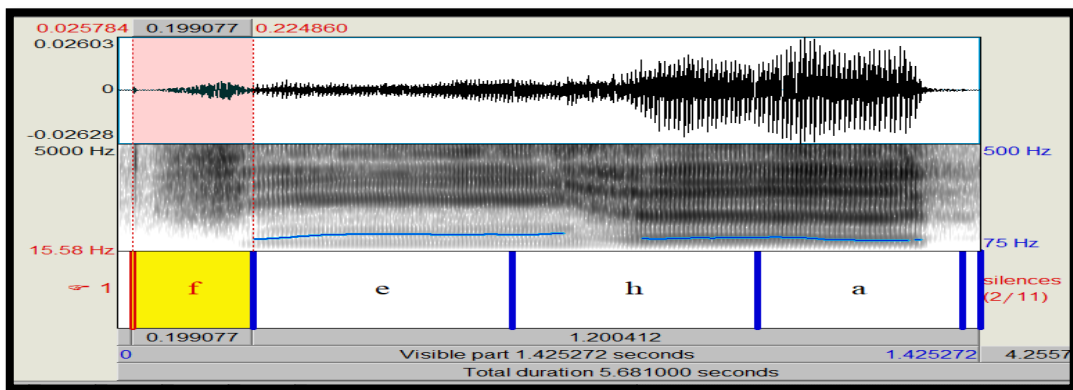 0.025784 0.199077 0.224860
0.02603
0
-0.02628
5000 Hz 500 Hz
15.58 Hz 75 Hz
☞ 1 f e h a silences
(2/11)
0.199077 1.200412
0 Visible part 1.425272 seconds 1.425272 4.2557
Total duration 5.681000 seconds